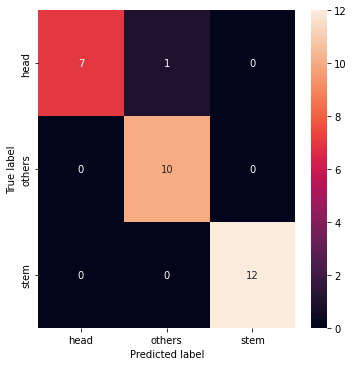 12
head 7 1 0
10
8
True label
others 0 10 0
6
4
stem 0 0 12
2
0
head others stem
Predicted label